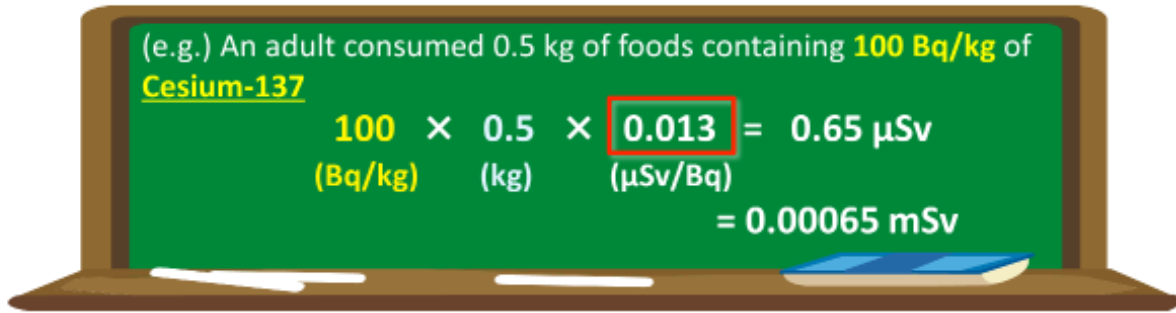 (e.g.) An adult consumed 0.5 kg of foods containing 100 Bq/kg of
Cesium-137
100 × 0.5 × 0.013 = 0.65 μSv
(Bq/kg) (kg) (μSv/Bq)
= 0.00065 mSv